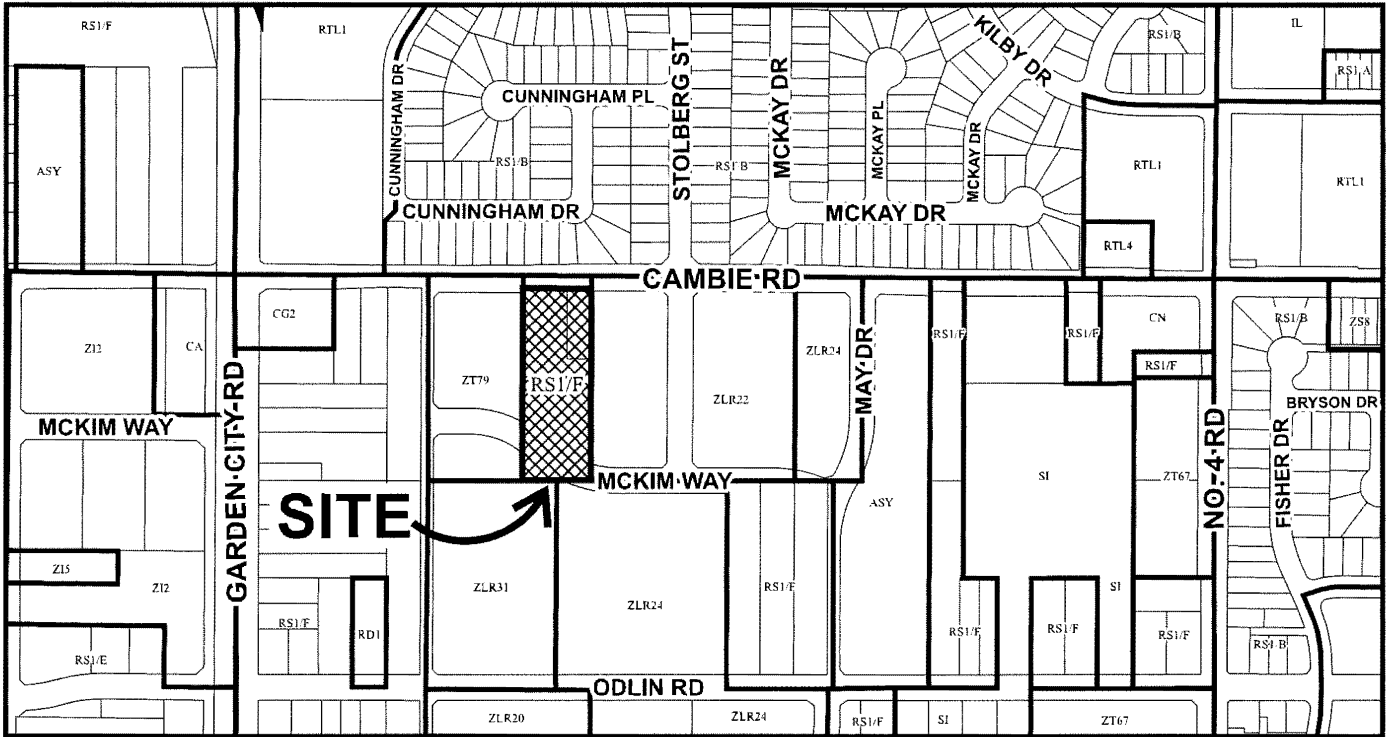 RS1/F
RTL1
CUNNINGHAM DR
STOLBERG ST
MCKAY DR
KILBY DR
RS1/B
IL
RS1/A
CUNNINGHAM PL
MCKAY PL
MCKAY DR
ASY
RS1/B
RS1/B
RTL1
RTL1
CUNNINGHAM DR
MCKAY DR
RTL4
CAMBIE RD
ZI2
CA
CG2
ZT79
RS1/F
ZLR22
ZLR24
MAY DR
RS1/F
RS1/F
CN
RS1/F
RS1/B
ZS8
GARDEN CITY RD
MCKIM WAY
BRYSON DR
NO. 4 RD
FISHER DR
MCKIM WAY
SITE
ASY
SI
ZT67
ZI5
ZI2
RS1/F
RD1
ZLR31
ZLR24
RS1/F
RS1/F
RS1/F
SI
RS1/F
RS1/B
RS1/E
ODLIN RD
ZLR20
ZLR24
RS1/F
SI
ZT67